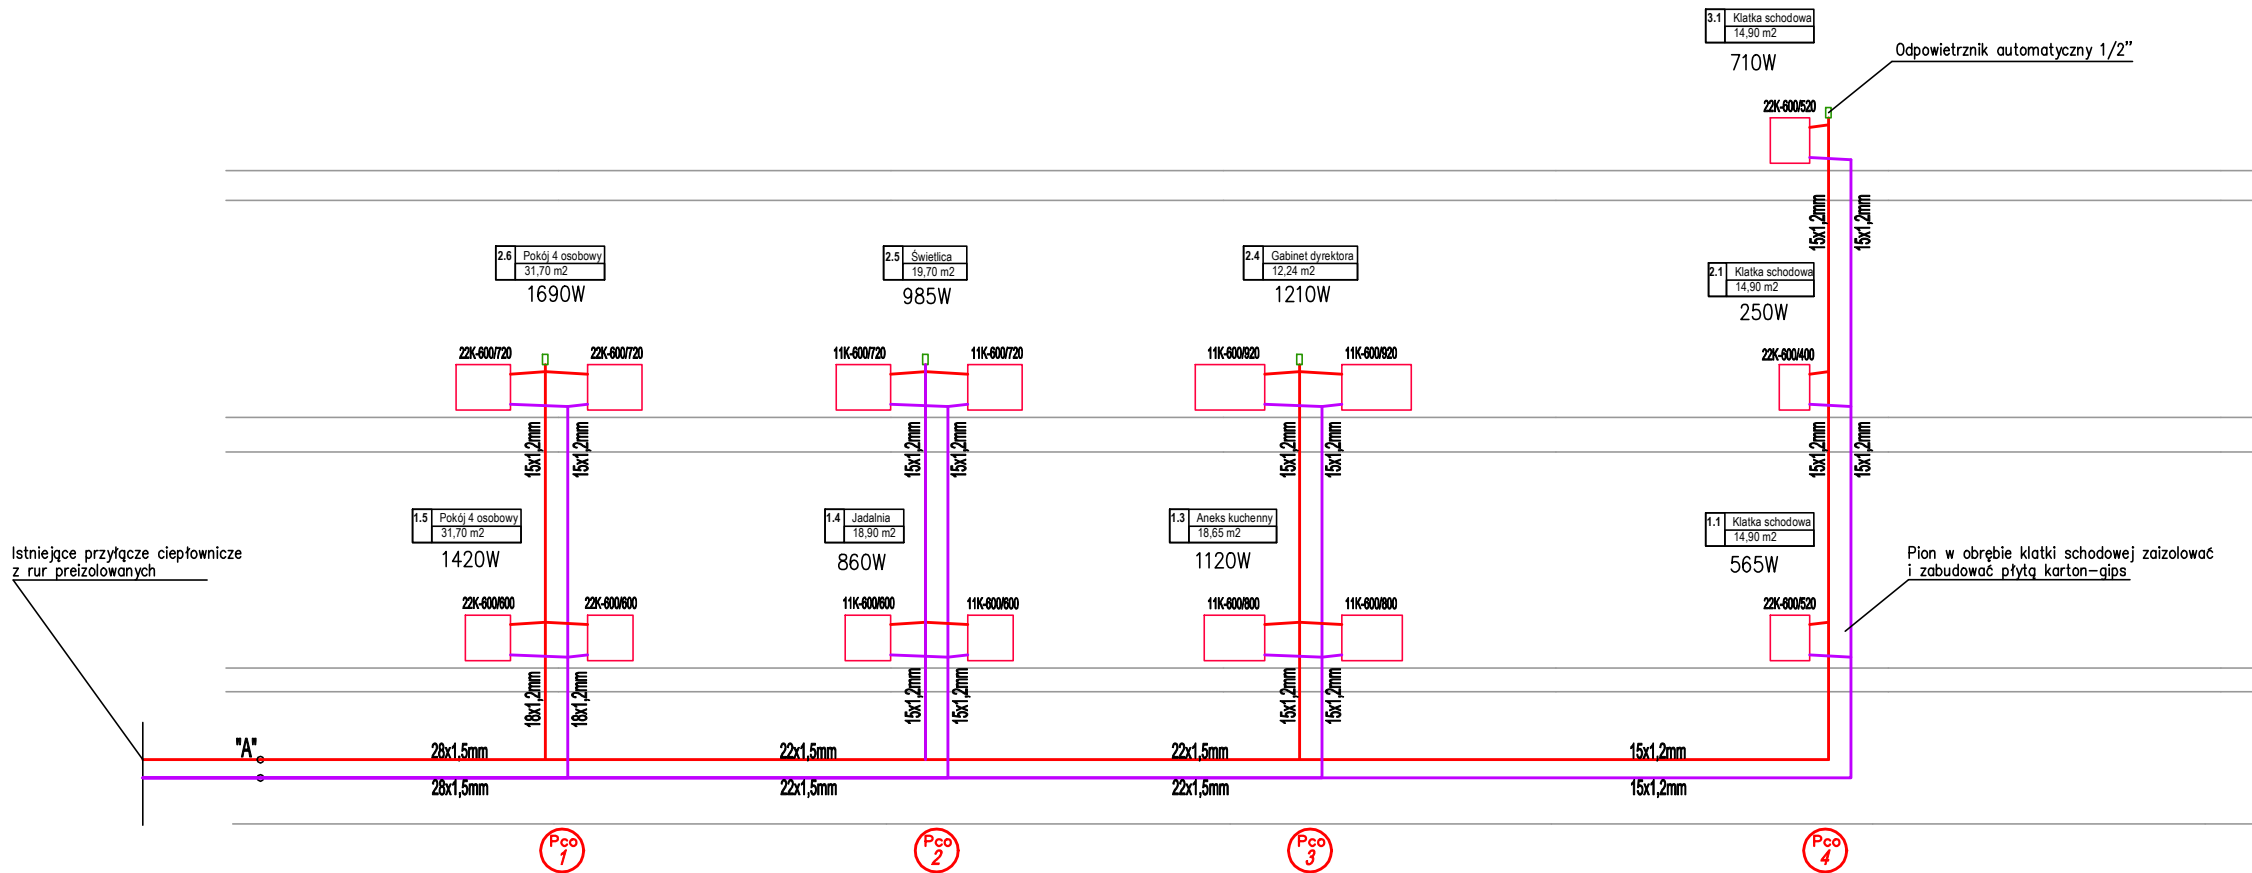 3.1 Klatka schodowa
14,90 m2
710W
Odpowietrznik automatyczny 1/2”
22K-600/520
15x1,2mm 15x1,2mm
2.6 Pokój 4 osobowy
31,70 m2
1690W
2.5 Świetlica
19,70 m2
985W
2.4 Gabinet dyrektora
12,24 m2
1210W
2.1 Klatka schodowa
14,90 m2
250W
22K-600/720 22K-600/720 11K-600/720 11K-600/720 11K-600/920 11K-600/920 22K-600/400
15x1,2mm 15x1,2mm 15x1,2mm 15x1,2mm 15x1,2mm 15x1,2mm 15x1,2mm 15x1,2mm
1.5 Pokój 4 osobowy
31,70 m2
1420W
1.4 Jadalnia
18,90 m2
860W
1.3 Aneks kuchenny
18,65 m2
1120W
1.1 Klatka schodowa
14,90 m2
565W
Istniejące przyłącze ciepłownicze
z rur preizolowanych
Pion w obrębie klatki schodowej zaizolować
i zabudować płytą karton-gips
22K-600/600 22K-600/600 11K-600/600 11K-600/600 11K-600/800 11K-600/800 22K-600/520
18x1,2mm 18x1,2mm 15x1,2mm 15x1,2mm 15x1,2mm 15x1,2mm
"A" 28x1,5mm 22x1,5mm 22x1,5mm 15x1,2mm
28x1,5mm 22x1,5mm 22x1,5mm 15x1,2mm
Pco
1
Pco
2
Pco
3
Pco
4